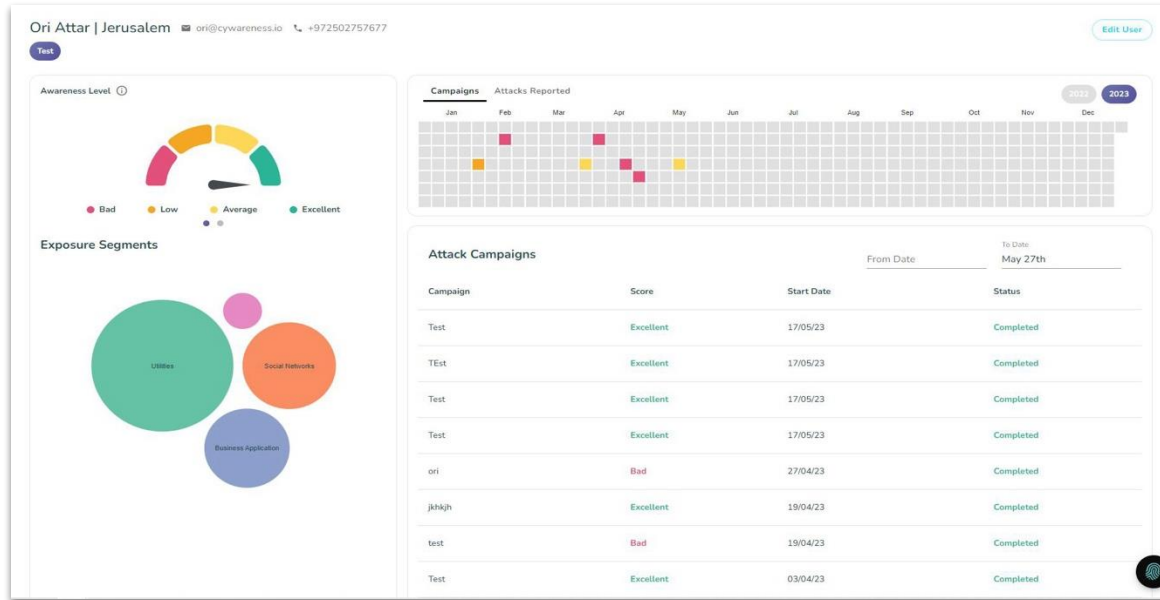 Ori Attar | Jerusalem ori@cywareness.io +972502757677
Edit User
Test
Awareness Level
Bad Low Average Excellent
Exposure Segments
Utilities
Social Networks
Business Application
Campaigns Attacks Reported
2022 2023
Jan Feb Mar Apr May Jun Jul Aug Sep Oct Nov Dec
Attack Campaigns
From Date
To Date
May 27th
Campaign Score Start Date Status
Test Excellent 17/05/23 Completed
TEst Excellent 17/05/23 Completed
Test Excellent 17/05/23 Completed
Test Excellent 17/05/23 Completed
ori Bad 27/04/23 Completed
jkhkjh Excellent 19/04/23 Completed
test Bad 19/04/23 Completed
Test Excellent 03/04/23 Completed